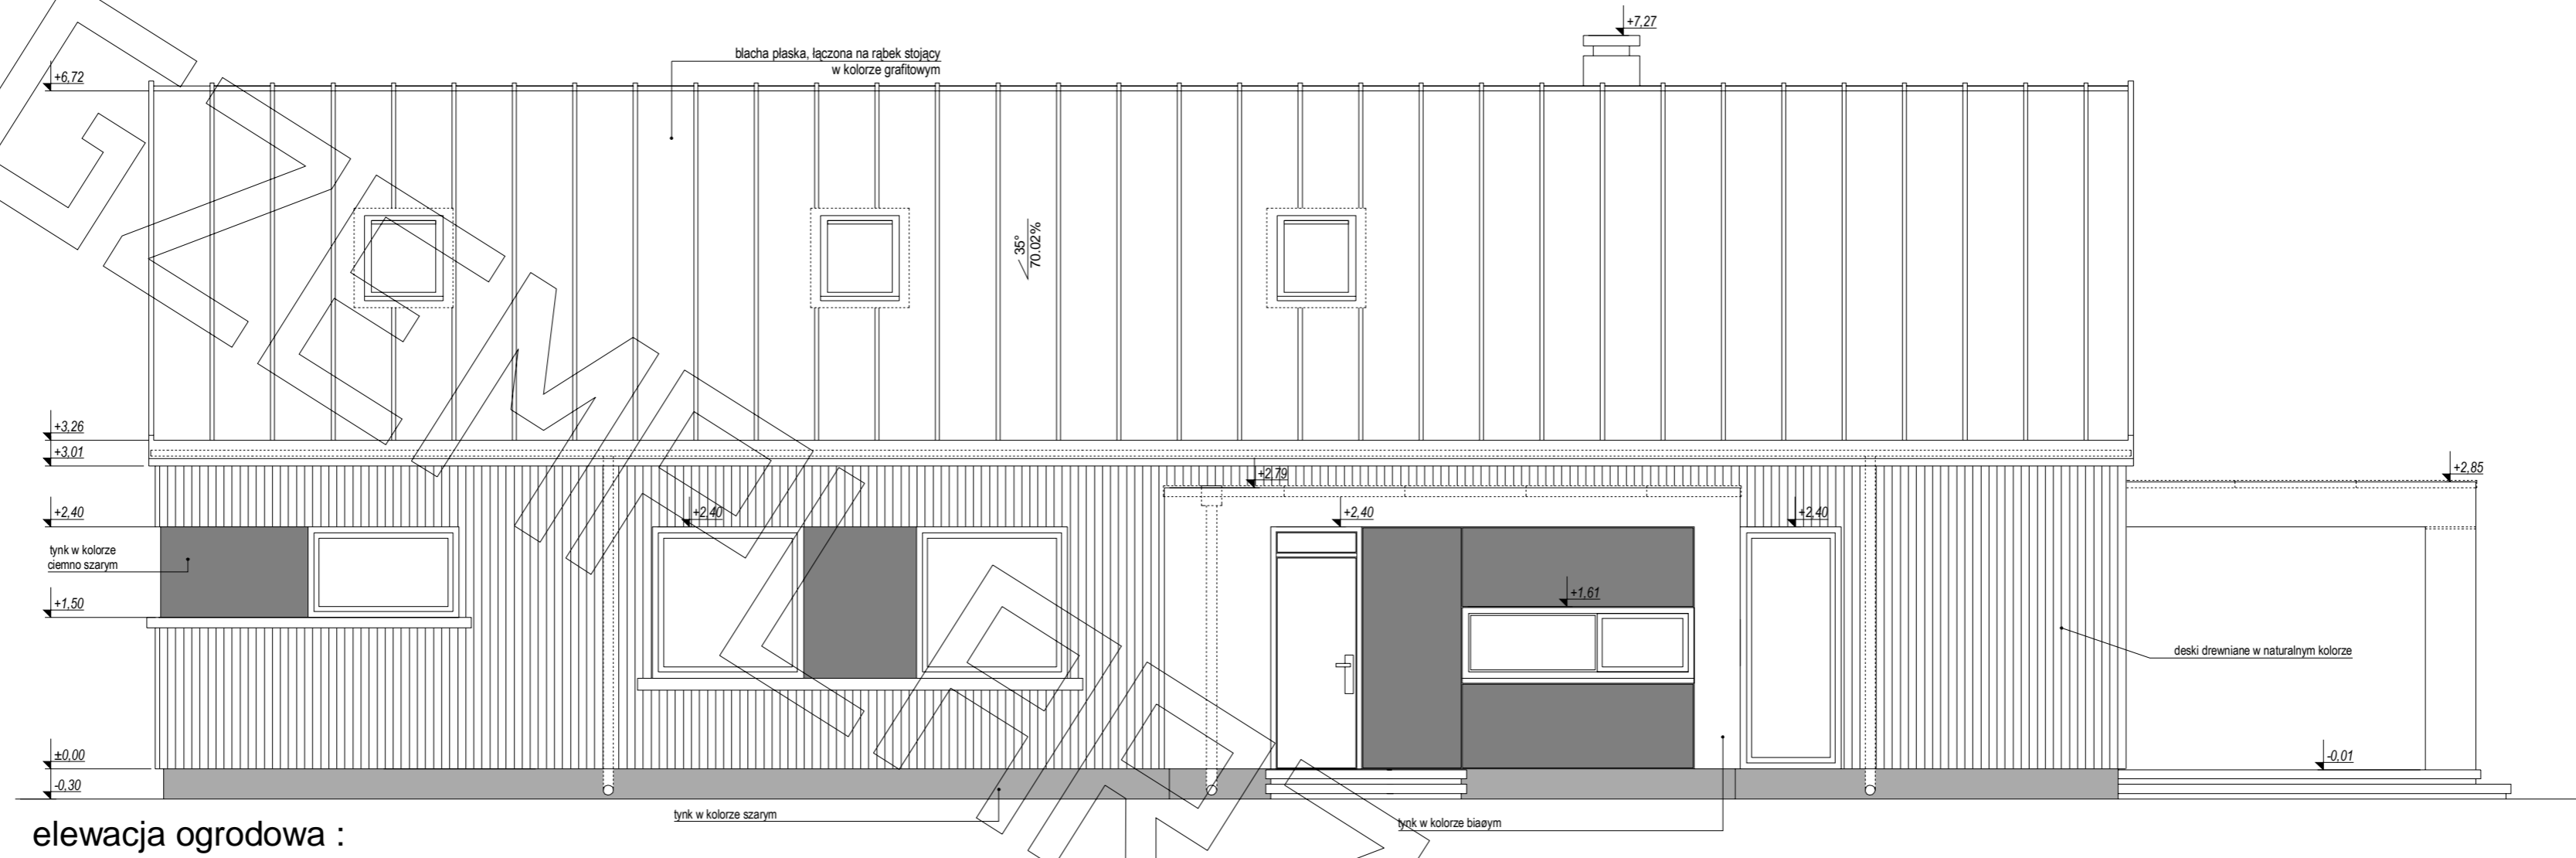 +7,27
blacha płaska, łączona na rąbek stojący
w kolorze grafitowym
+6,72
35°
70.02%
+3,26
+3,01
+2,79
+2,85
+2,40
+2,40
+2,40
+2,40
tynk w kolorze
ciemno szarym
+1,50
+1,61
deski drewniane w naturalnym kolorze
±0,00
-0,01
-0,30
tynk w kolorze szarym
tynk w kolorze biaøym
elewacja ogrodowa :